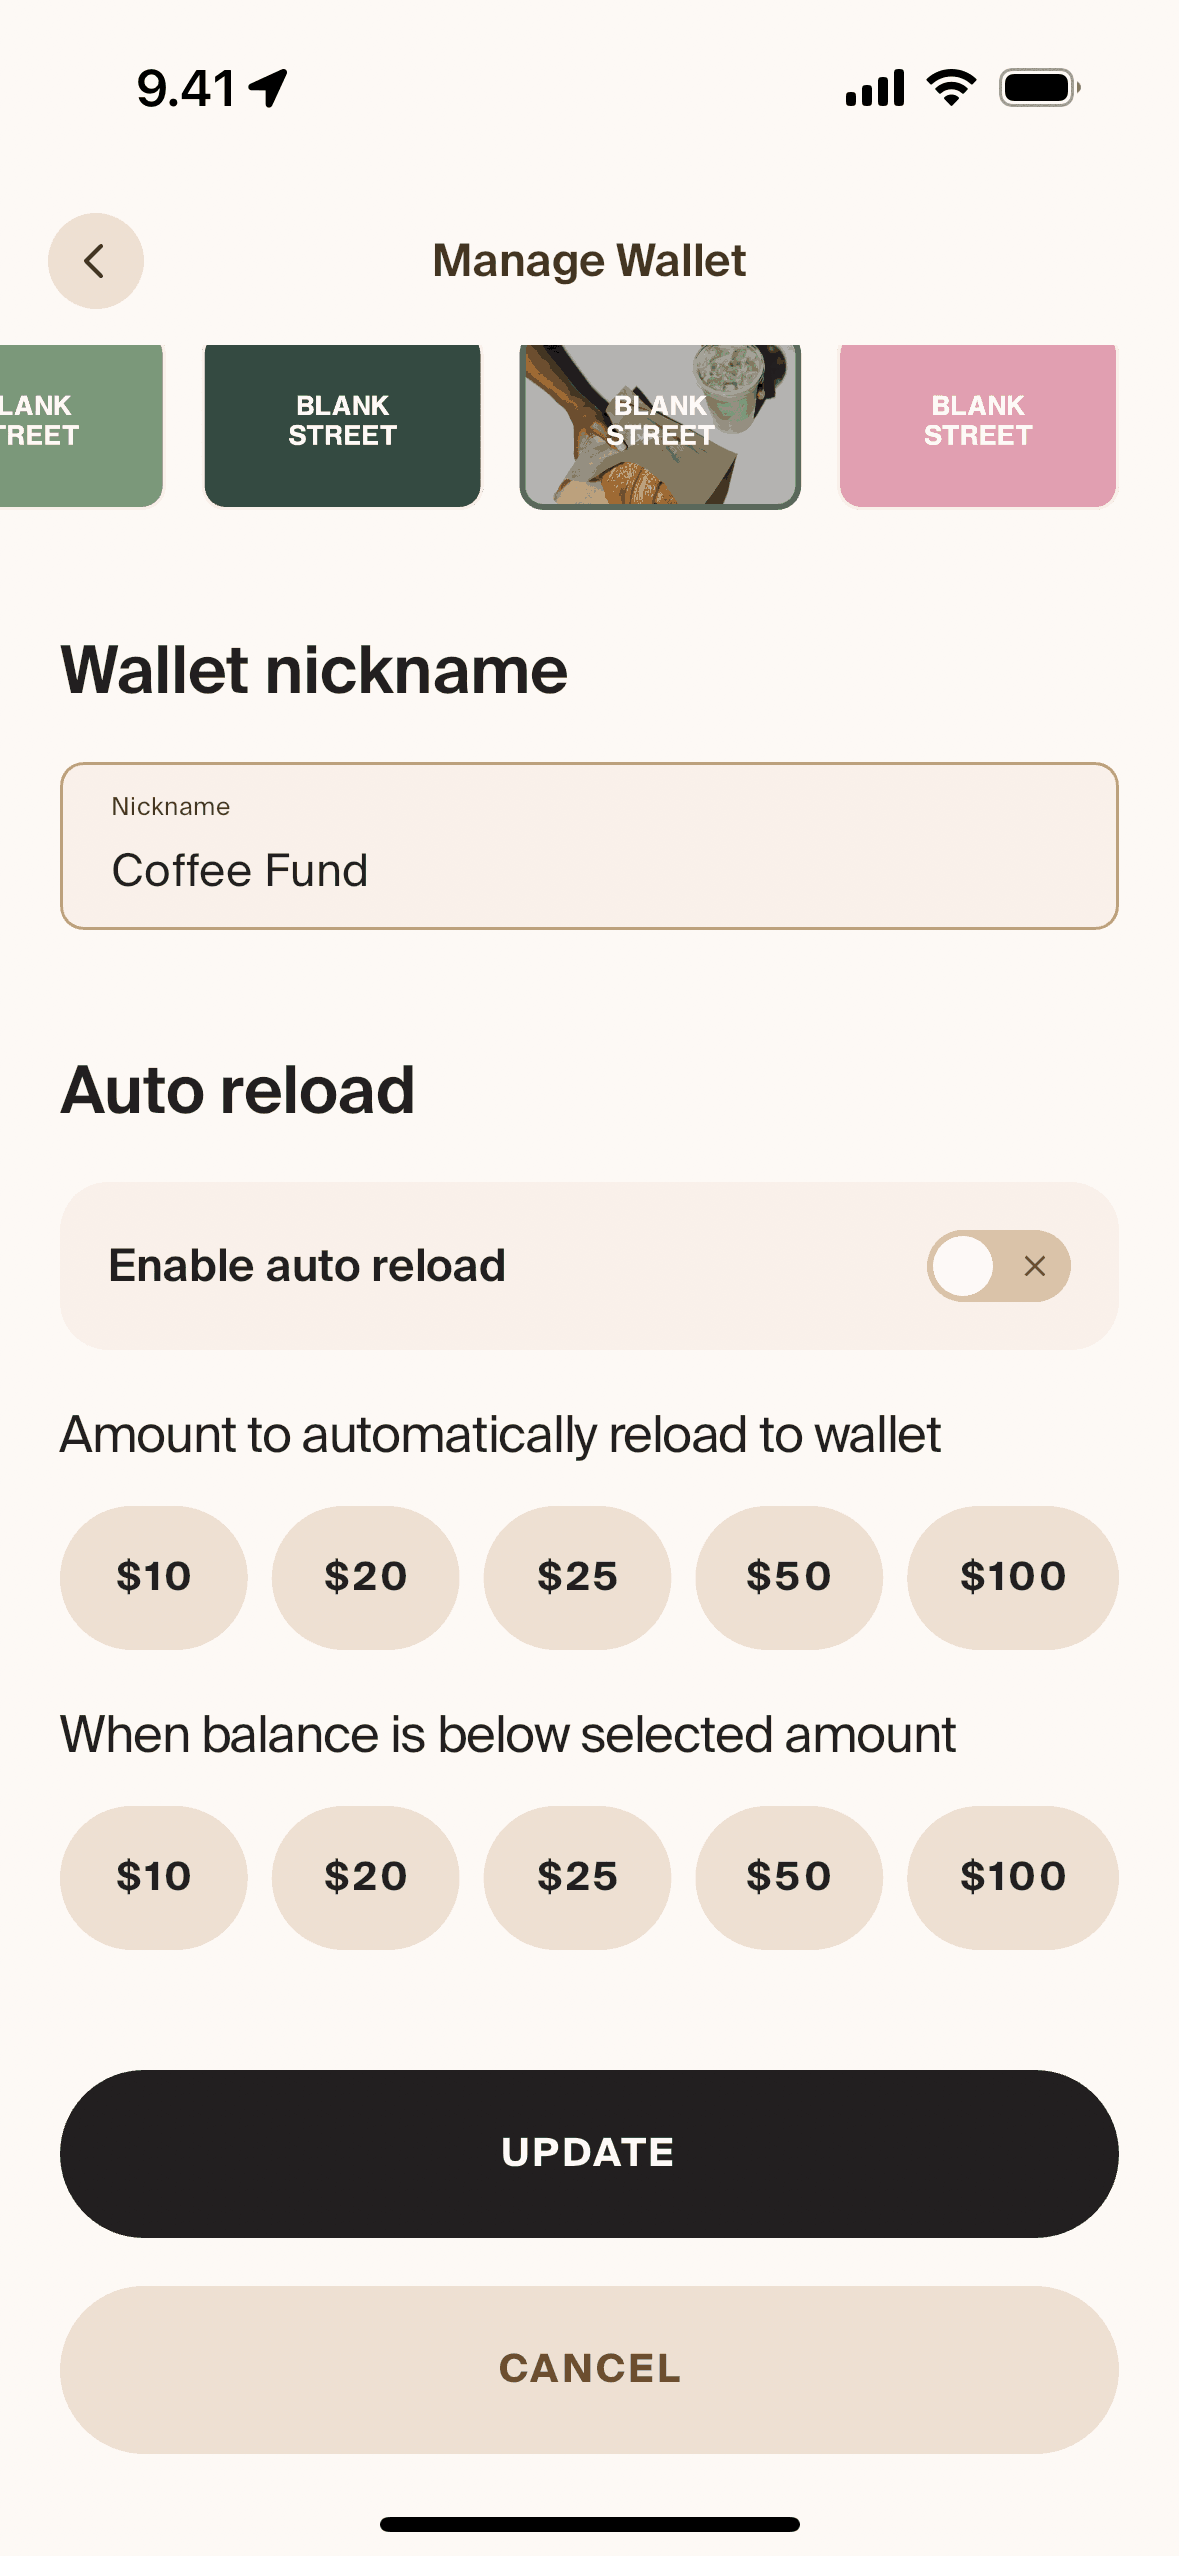 9.41
Manage Wallet
BLANK
STREET
BLANK
STREET
BLANK
STREET
Wallet nickname
Nickname
Coffee Fund
Auto reload
Enable auto reload
Amount to automatically reload to wallet
$10 $20 $25 $50 $100
When balance is below selected amount
$10 $20 $25 $50 $100
UPDATE
CANCEL